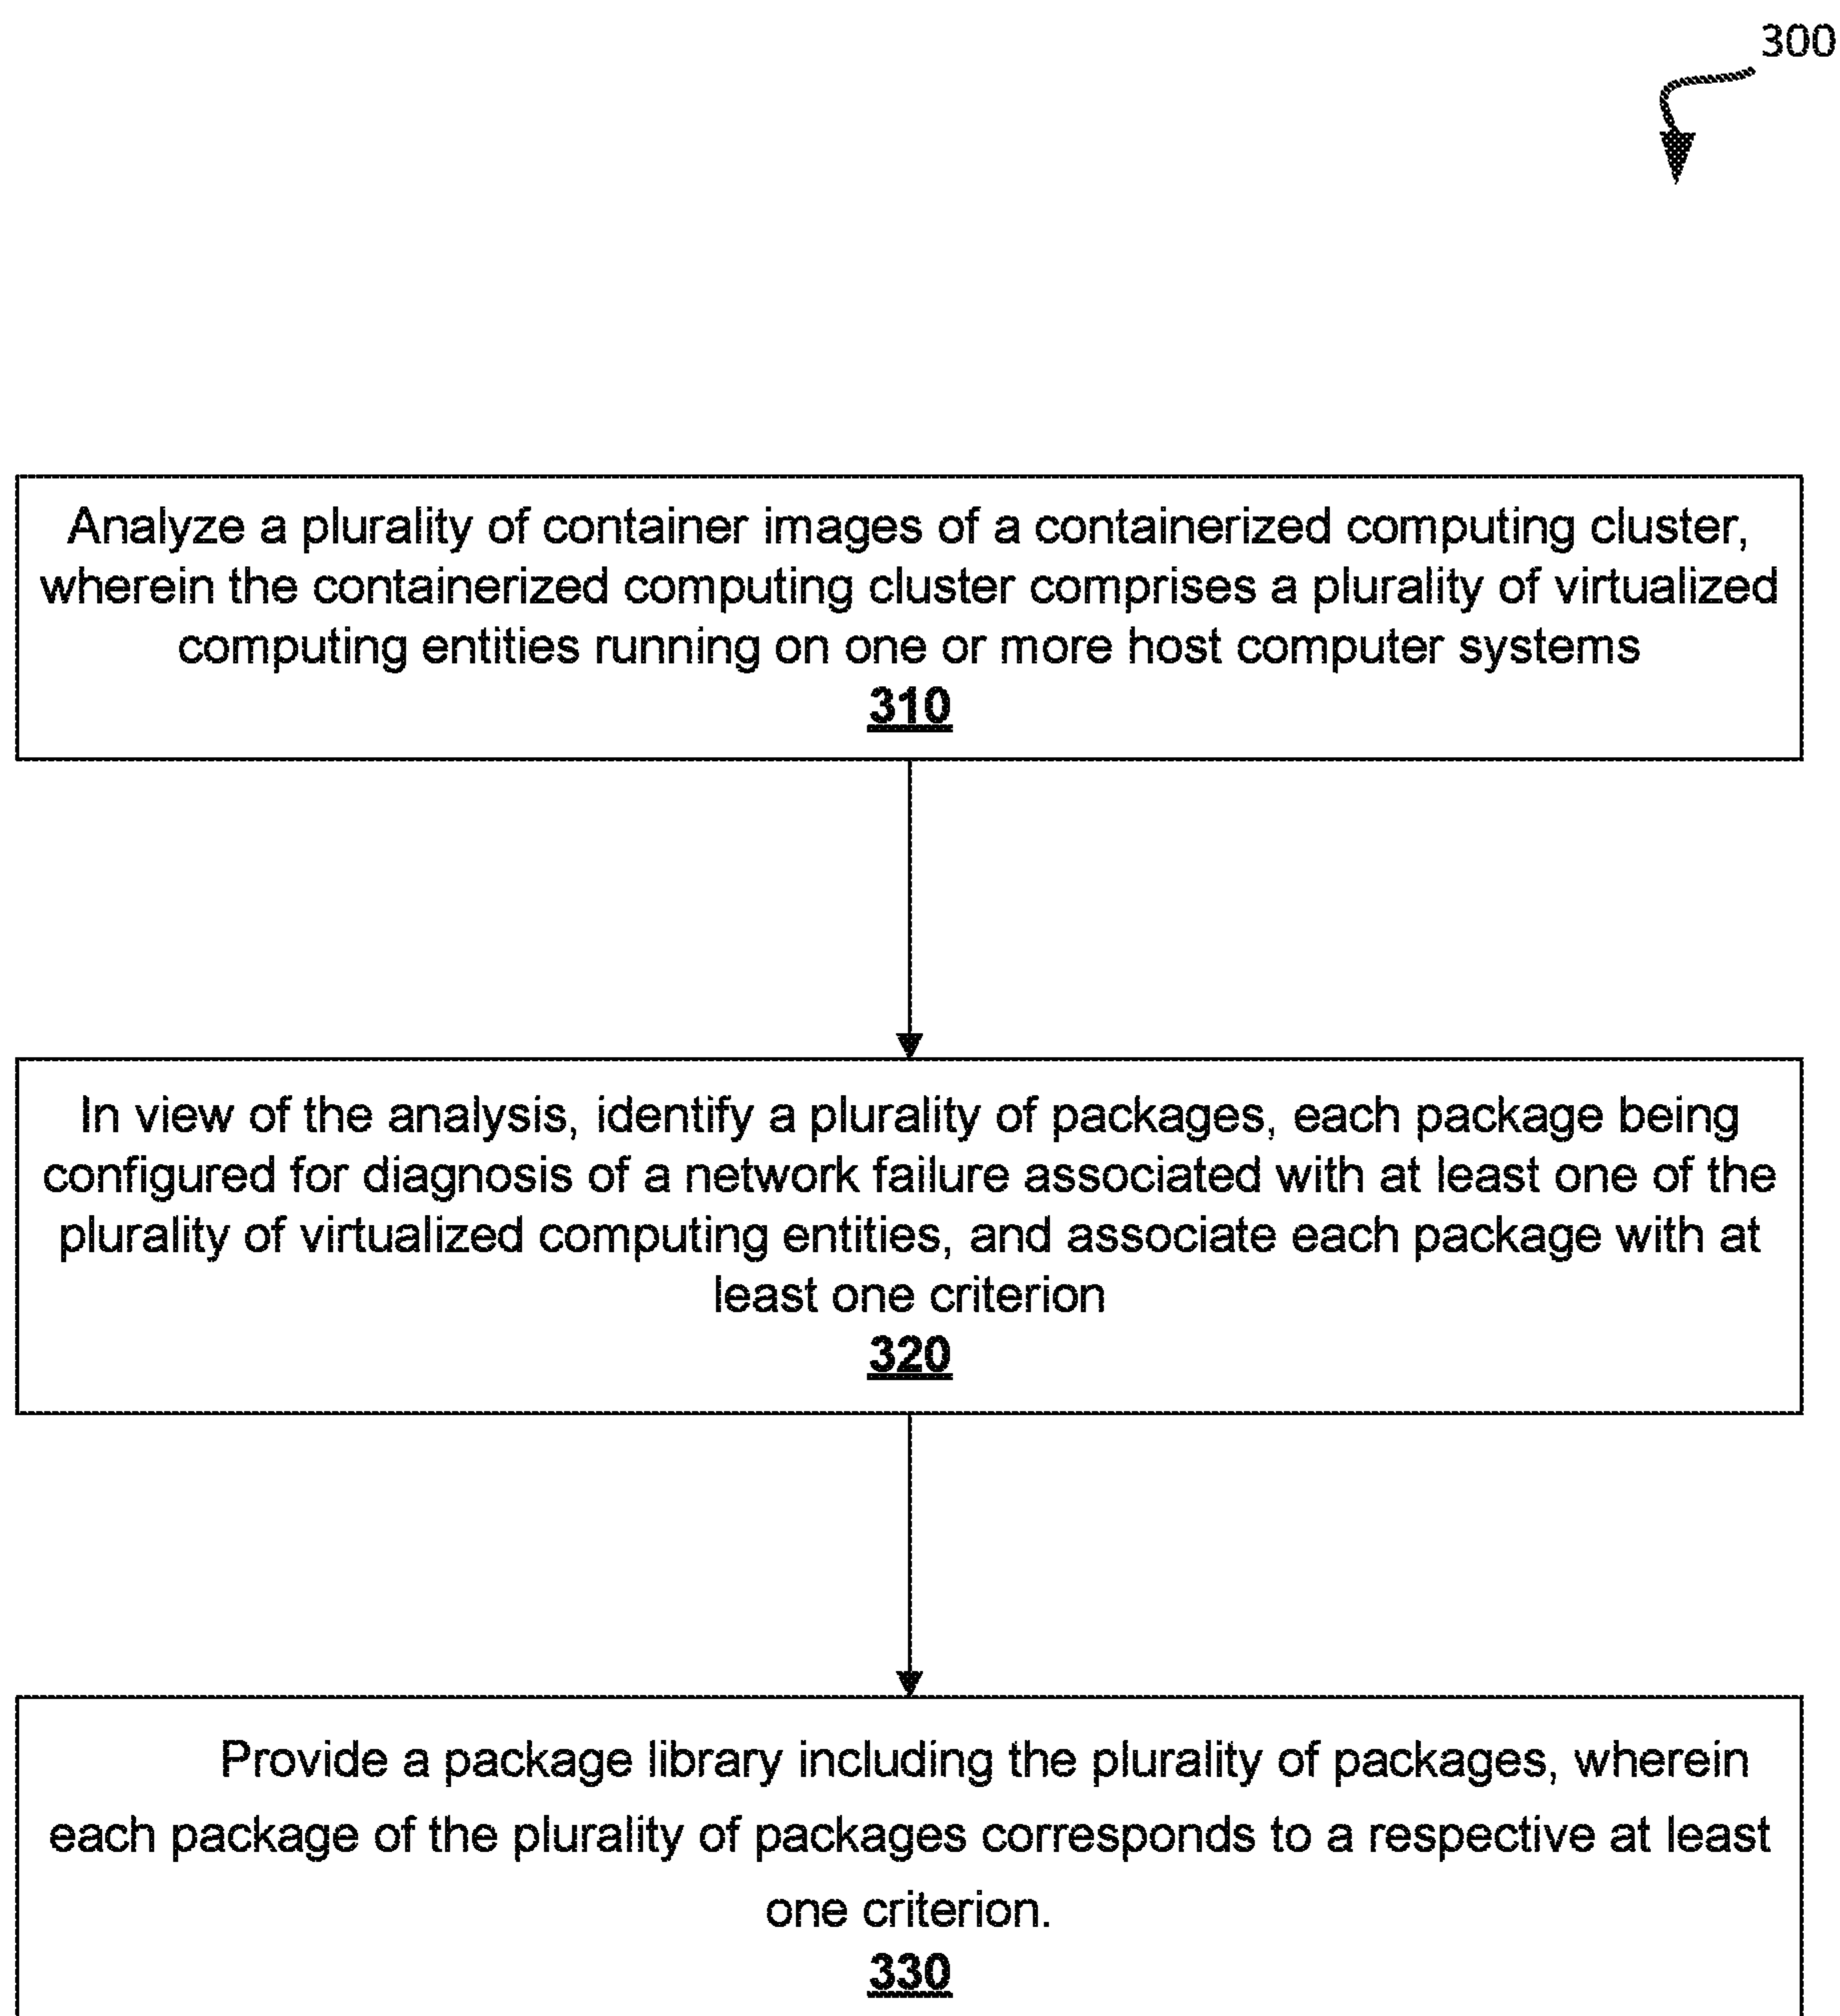 300
Analyze a plurality of container images of a containerized computing cluster,
wherein the containerized computing cluster comprises a plurality of virtualized
computing entities running on one or more host computer systems
310
In view of the analysis, identify a plurality of packages, each package being
configured for diagnosis of a network failure associated with at least one of the
plurality of virtualized computing entities, and associate each package with at
least one criterion
320
Provide a package library including the plurality of packages, wherein
each package of the plurality of packages corresponds to a respective at least
one criterion.
330